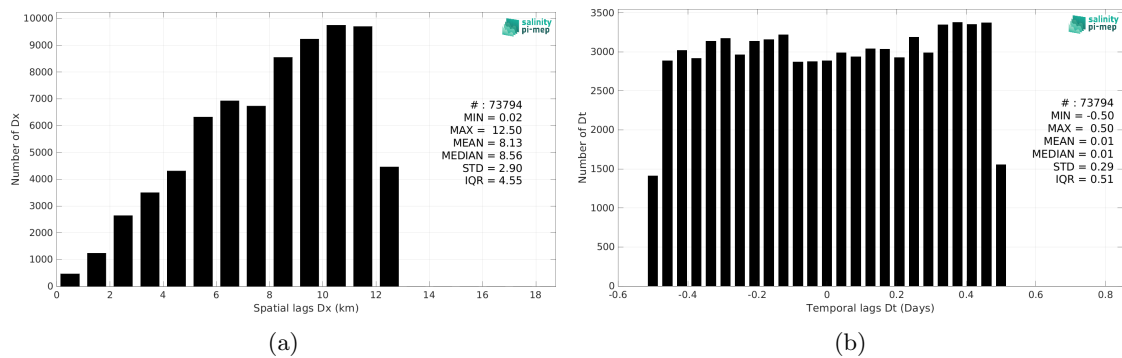 10000
9000
8000
7000
6000
5000
4000
3000
2000
1000
0
Number of Dx
salinity
pi-mep
# : 73794
MIN = 0.02
MAX = 12.50
MEAN = 8.13
MEDIAN = 8.56
STD = 2.90
IQR = 4.55
0 2 4 6 8 10 12 14 16 18
Spatial lags Dx (km)
(a)
3500
3000
2500
2000
1500
1000
500
0
Number of Dt
salinity
pi-mep
# : 73794
MIN = -0.50
MAX = 0.50
MEAN = 0.01
MEDIAN = 0.01
STD = 0.29
IQR = 0.51
-0.6 -0.4 -0.2 0 0.2 0.4 0.6 0.8
Temporal lags Dt (Days)
(b)